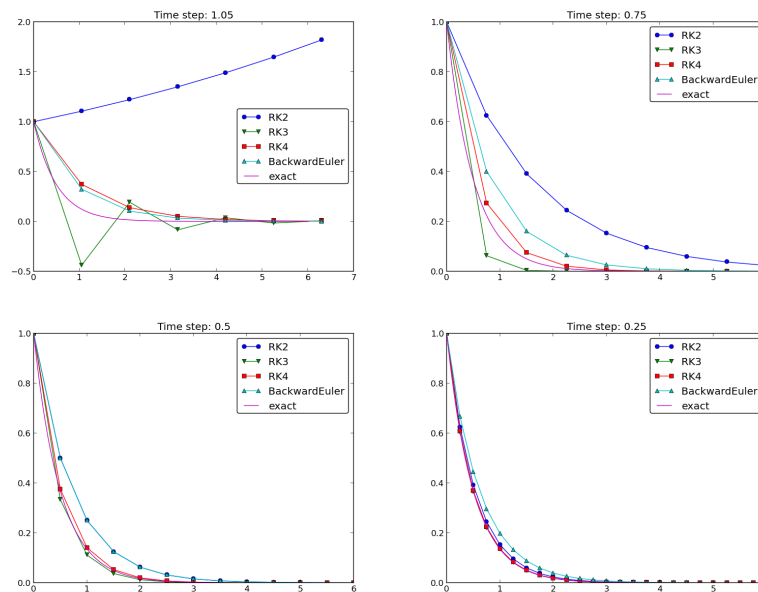 Time step: 1.05
2.0
1.5
1.0
0.5
0.0
−0.5
0 1 2 3 4 5 6 7
RK2
RK3
RK4
BackwardEuler
exact
Time step: 0.75
1.0
0.8
0.6
0.4
0.2
0.0
0 1 2 3 4 5
RK2
RK3
RK4
BackwardEuler
exact
Time step: 0.5
1.0
0.8
0.6
0.4
0.2
0.0
0 1 2 3 4 5 6
RK2
RK3
RK4
BackwardEuler
exact
Time step: 0.25
1.0
0.8
0.6
0.4
0.2
0.0
0 1 2 3 4 5
RK2
RK3
RK4
BackwardEuler
exact